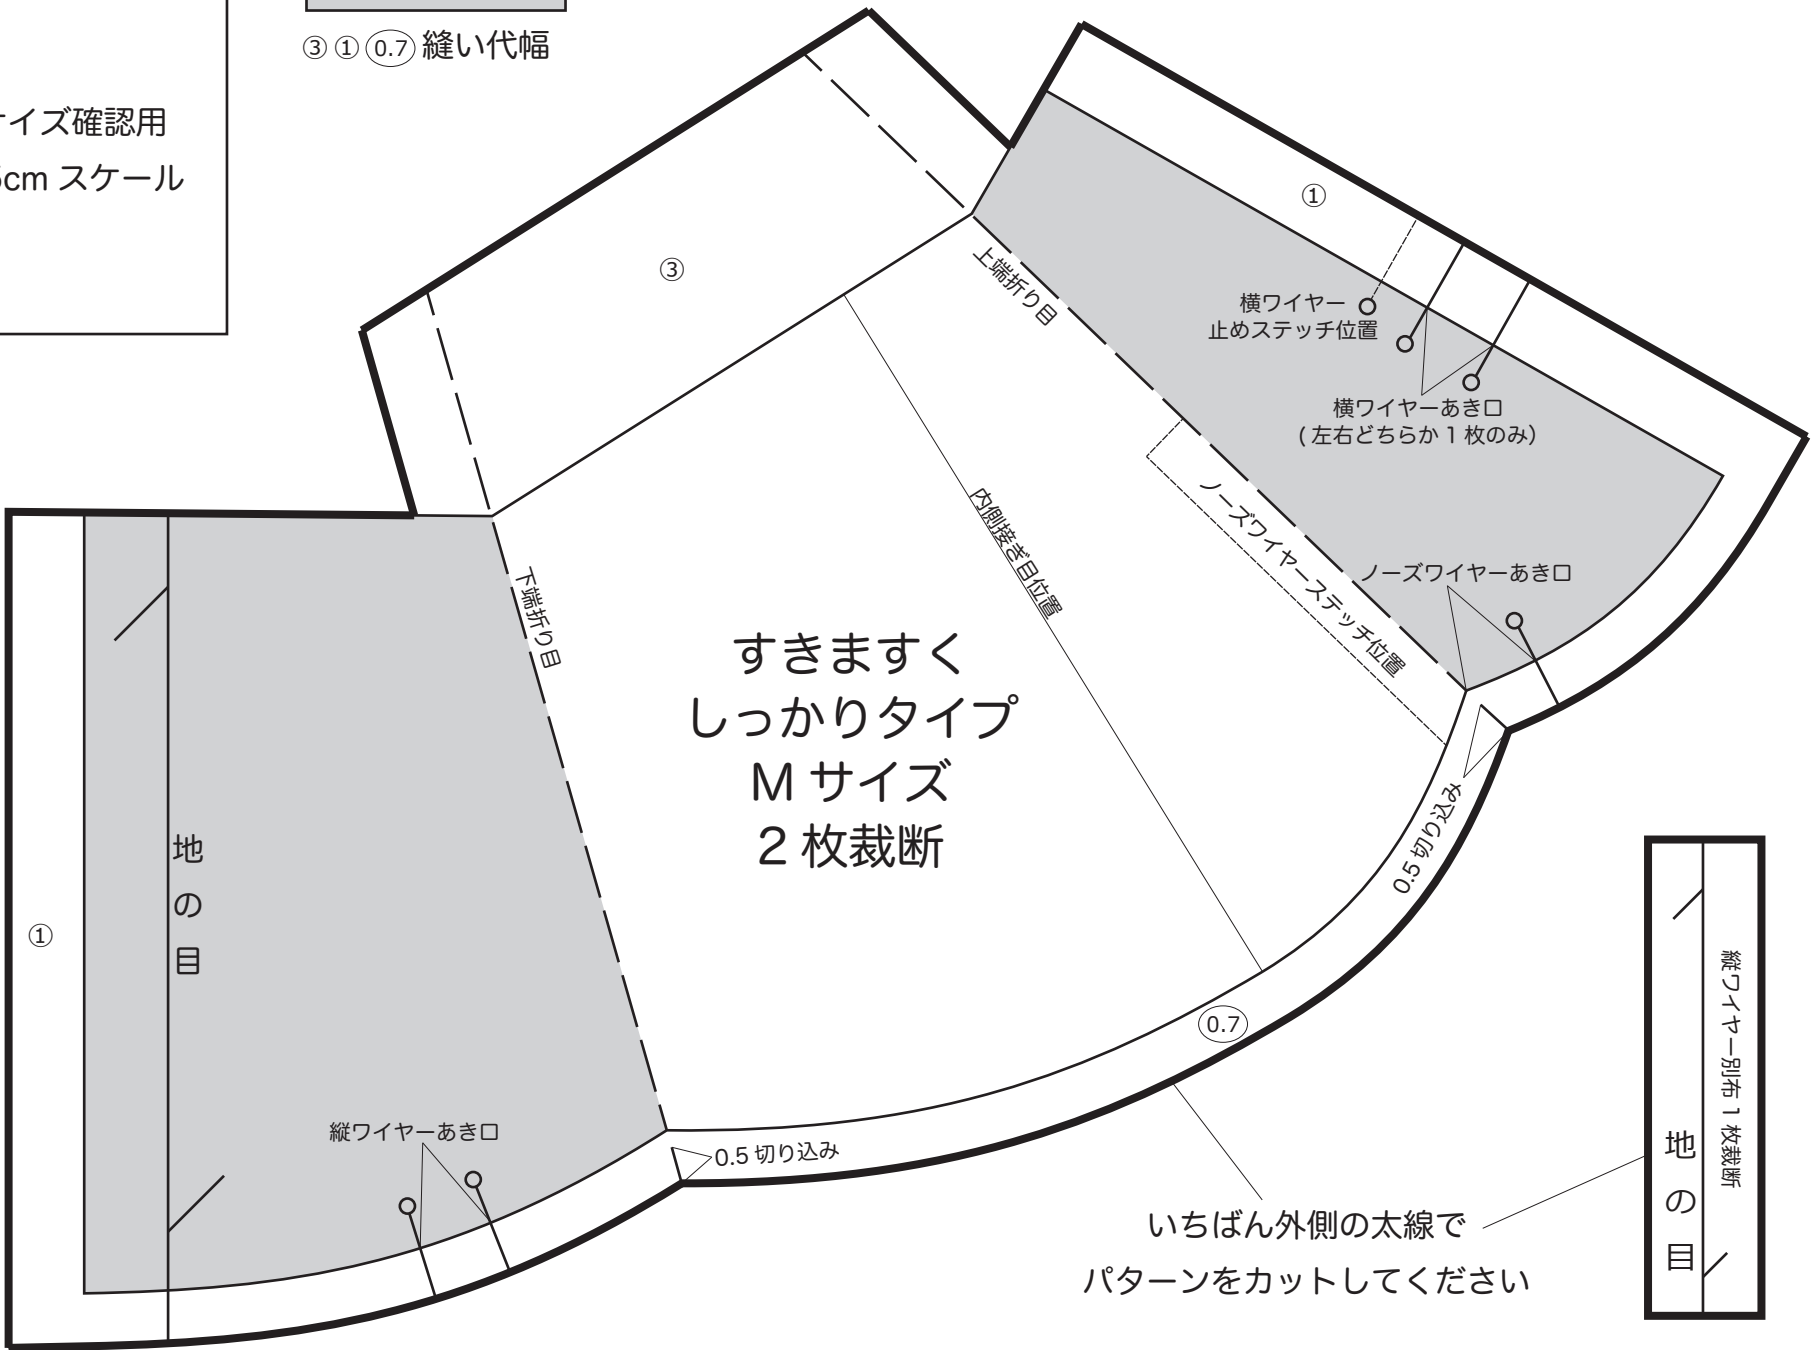 ③ ① 0.7 縫い代幅
イズ確認用
cm スケール
①
③
上端折り目
横ワイヤー
止めステッチ位置
横ワイヤーあき口
(左右どちらか 1 枚のみ)
内側接ぎ目位置
ノーズワイヤーステッチ位置
ノーズワイヤーあき口
下端折り目
すきますく
しっかりタイプ
M サイズ
2 枚裁断
0.5 切り込み
地の目
①
0.7
縦ワイヤーあき口
0.5 切り込み
縦ワイヤー別布 1 枚裁断
地の目
いちばん外側の太線で
パターンをカットしてください